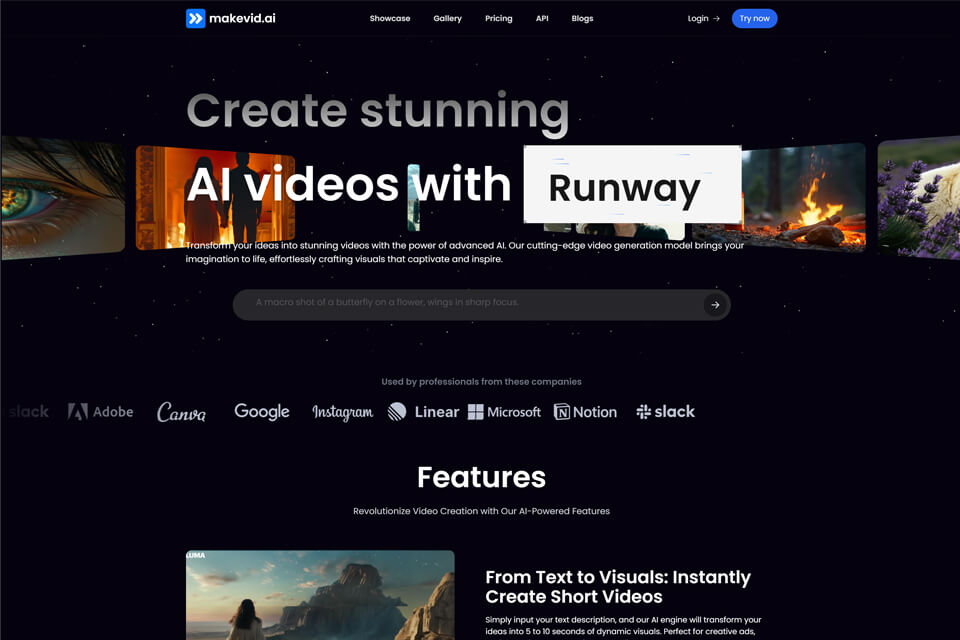 makevid.ai
Showcase Gallery Pricing API Blogs
Login → Try now
Create stunning
AI videos with Runway
Transform your ideas into stunning videos with the power of advanced AI. Our cutting-edge video generation model brings your
imagination to life, effortlessly crafting visuals that captivate and inspire.
A macro shot of a butterfly on a flower, wings in sharp focus.
Used by professionals from these companies
slack Adobe Canva Google Instagram Linear Microsoft Notion slack
Features
Revolutionize Video Creation with Our AI-Powered Features
LUMA
From Text to Visuals: Instantly
Create Short Videos
Simply input your text description, and our AI engine will transform your
ideas into 5 to 10 seconds of dynamic visuals. Perfect for creative ads,